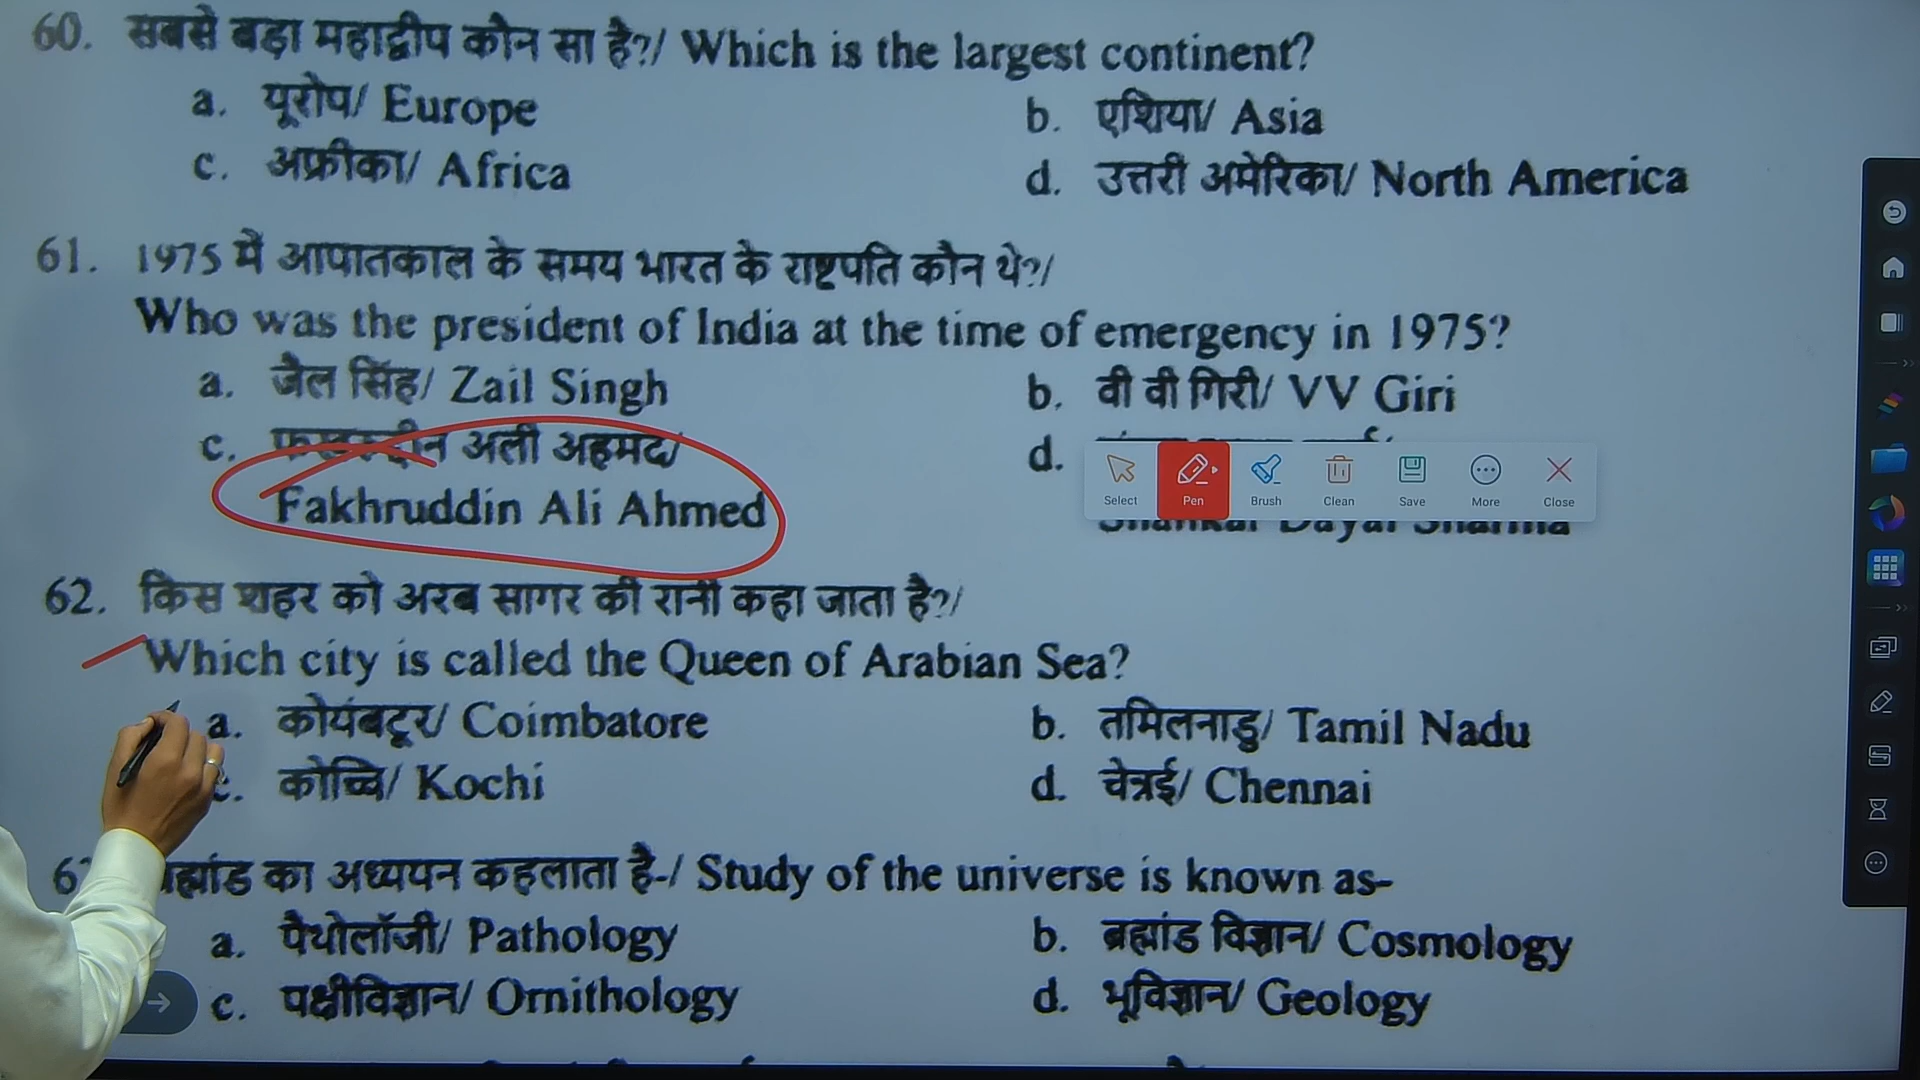 60. सबसे बड़ा महाद्वीप कौन सा है?/ Which is the largest continent?
a. यूरोप/ Europe
b. एशिया/ Asia
c. अफ्रीका/ Africa
d. उत्तरी अमेरिका/ North America
61. 1975 में आपातकाल के समय भारत के राष्ट्रपति कौन थे?/
Who was the president of India at the time of emergency in 1975?
a. जैल सिंह/ Zail Singh
b. वी वी गिरी/ VV Giri
c. फखरुद्दीन अली अहमद/
Fakhruddin Ali Ahmed
d.
Shankar Dayal Sharma
Select Pen Brush Clean Save More Close
62. किस शहर को अरब सागर की रानी कहा जाता है?/
Which city is called the Queen of Arabian Sea?
a. कोयंबटूर/ Coimbatore
b. तमिलनाडु/ Tamil Nadu
c. कोच्चि/ Kochi
d. चेन्नई/ Chennai
का अध्ययन कहलाता है-/ Study of the universe is known as-
a. पैथोलॉजी/ Pathology
b. ब्रह्मांड विज्ञान/ Cosmology
c. पक्षीविज्ञान/ Ornithology
d. भूविज्ञान/ Geology